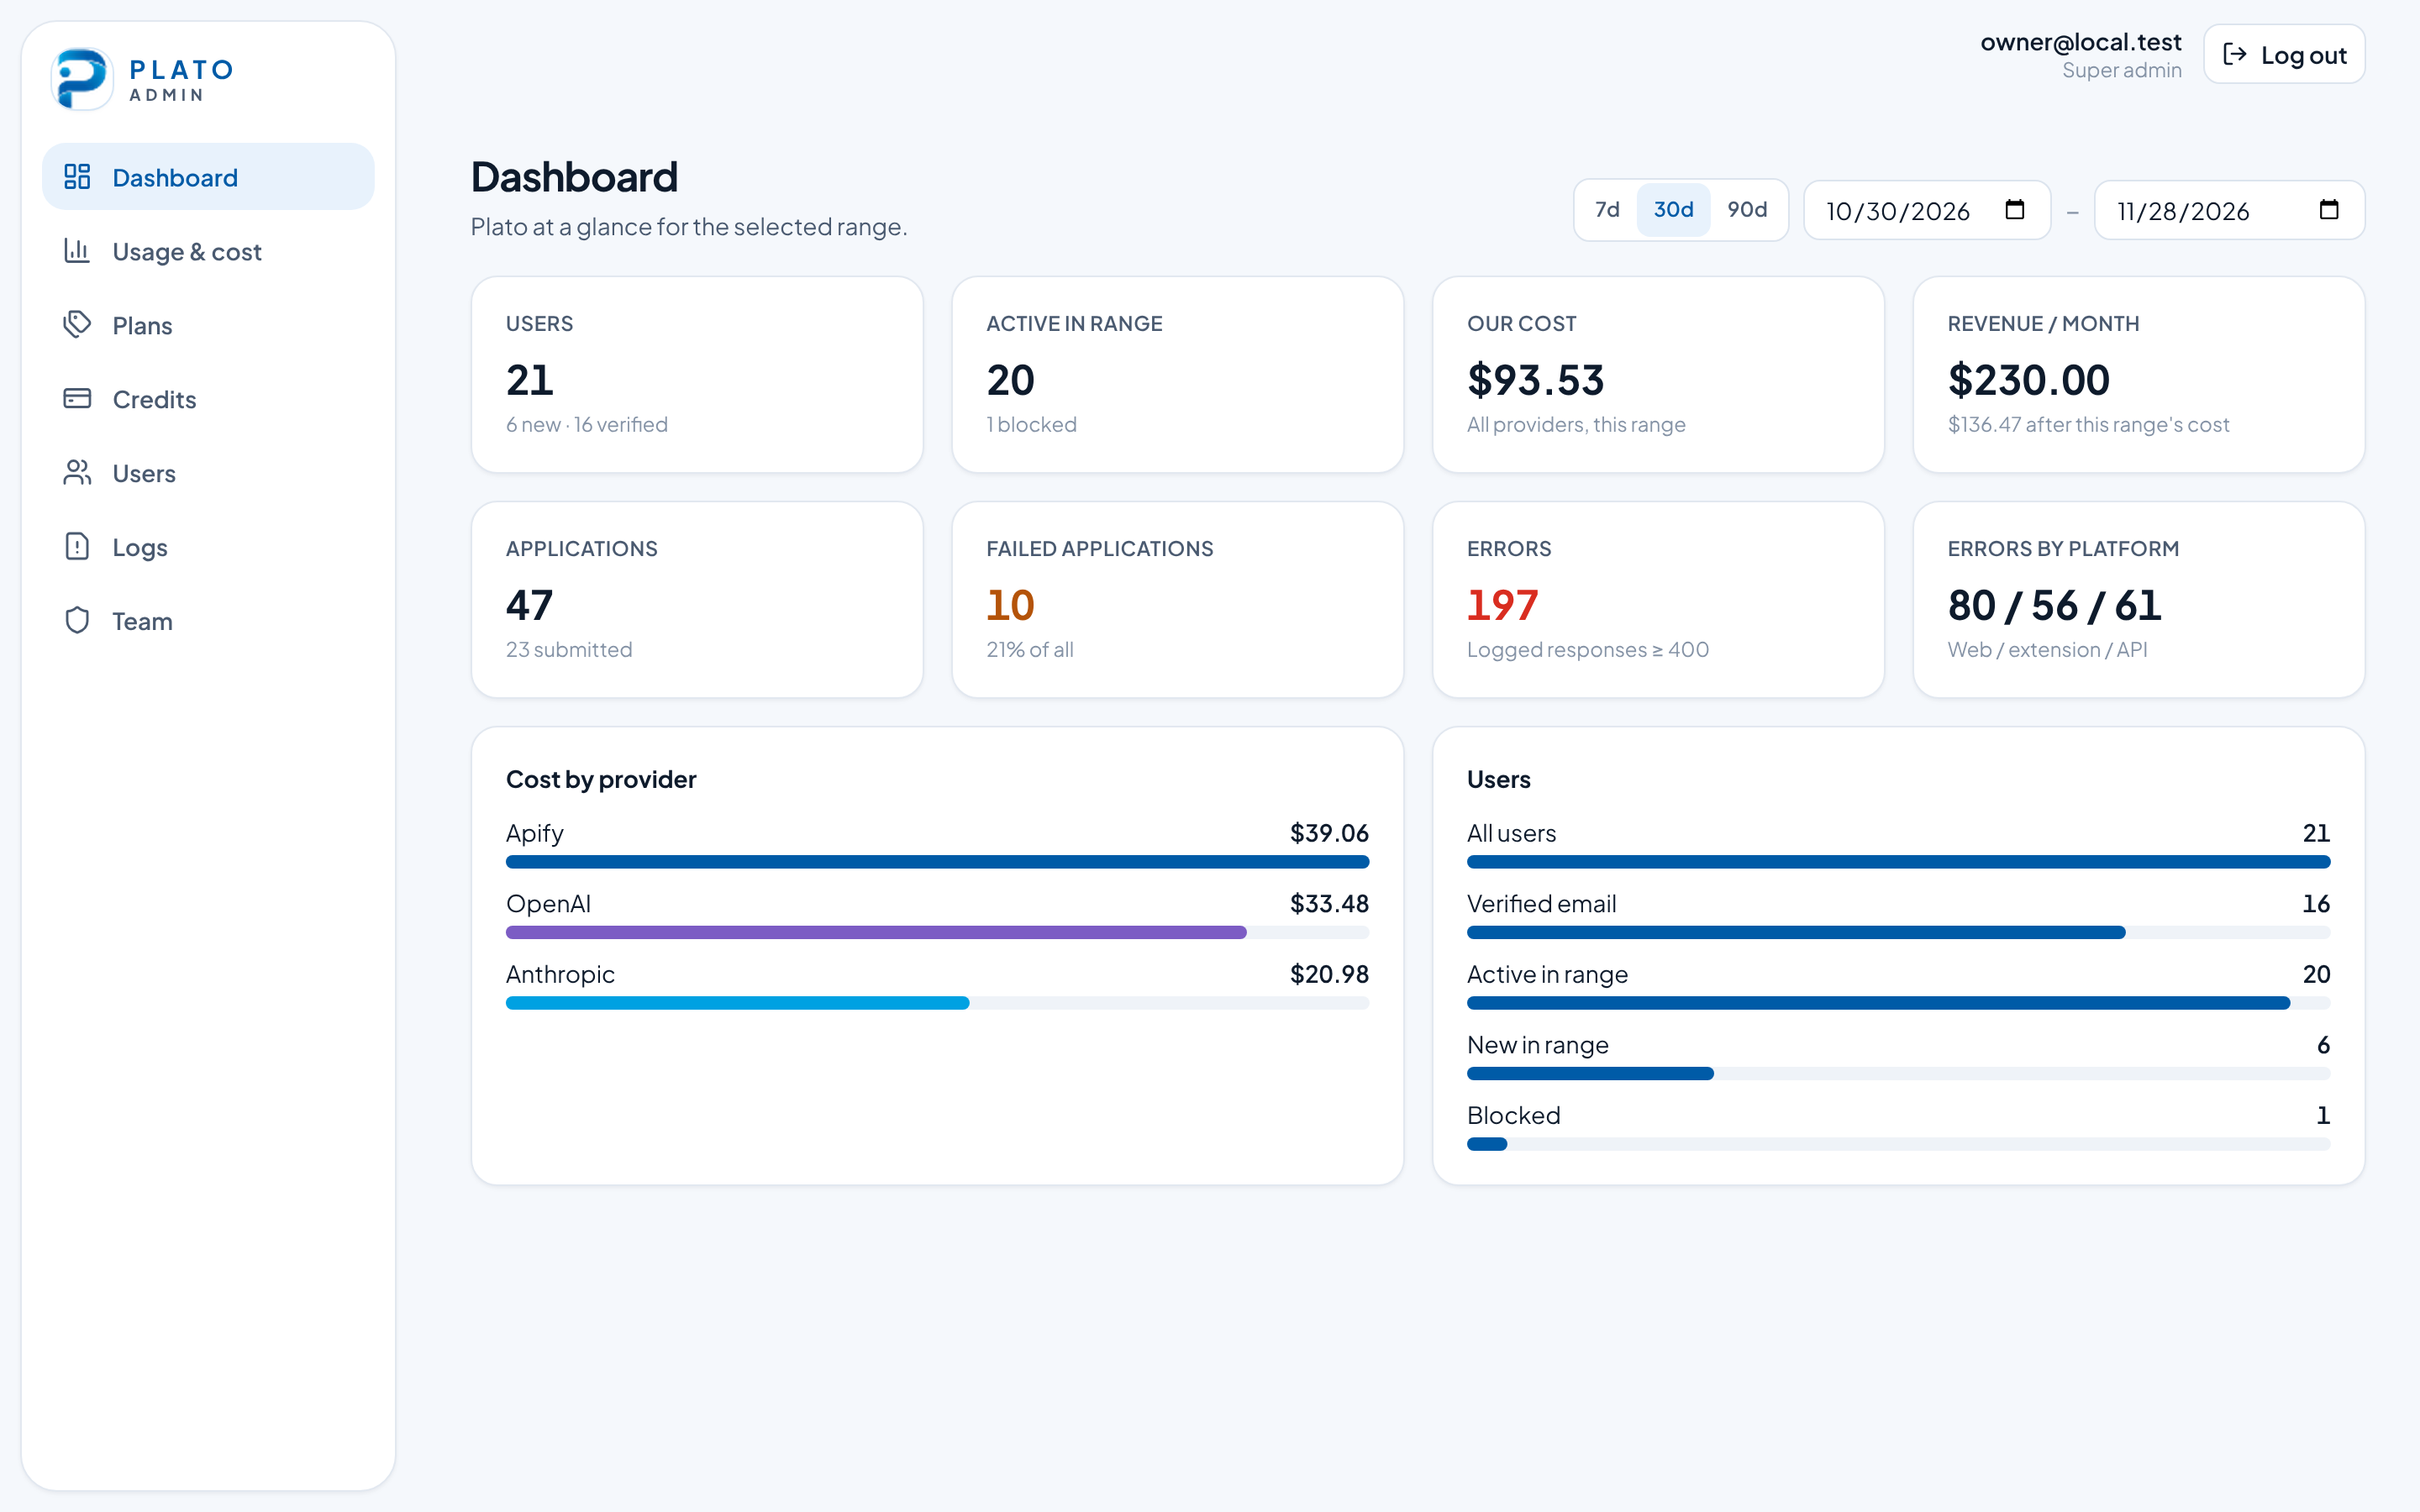 PLATO
ADMIN
Dashboard
Usage & cost
Plans
Credits
Users
Logs
Team
owner@local.test
Super admin
Log out
Dashboard
Plato at a glance for the selected range.
7d 30d 90d 10/30/2026 – 11/28/2026
USERS
21
6 new · 16 verified
ACTIVE IN RANGE
20
1 blocked
OUR COST
$93.53
All providers, this range
REVENUE / MONTH
$230.00
$136.47 after this range's cost
APPLICATIONS
47
23 submitted
FAILED APPLICATIONS
10
21% of all
ERRORS
197
Logged responses ≥ 400
ERRORS BY PLATFORM
80 / 56 / 61
Web / extension / API
Cost by provider
Apify $39.06
OpenAI $33.48
Anthropic $20.98
Users
All users 21
Verified email 16
Active in range 20
New in range 6
Blocked 1